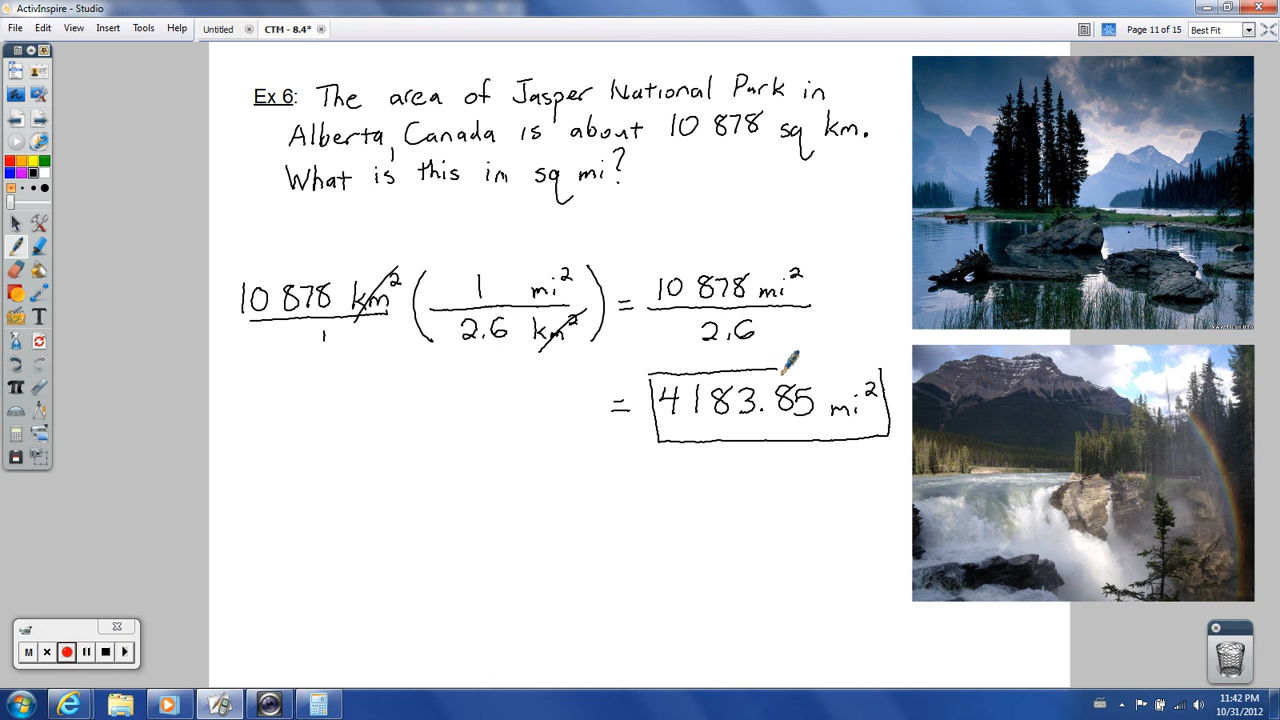 ActivInspire - Studio
File Edit View Insert Tools Help Untitled CTM - 8.4* Page 11 of 15 Best Fit
Ex 6: The area of Jasper National Park in
Alberta, Canada is about 10 878 sq km.
What is this in sq mi?
10 878 km² / 1 ( 1 mi² / 2.6 km² ) = 10 878 mi² / 2.6
= 4183.85 mi²
M
11:42 PM
10/31/2012